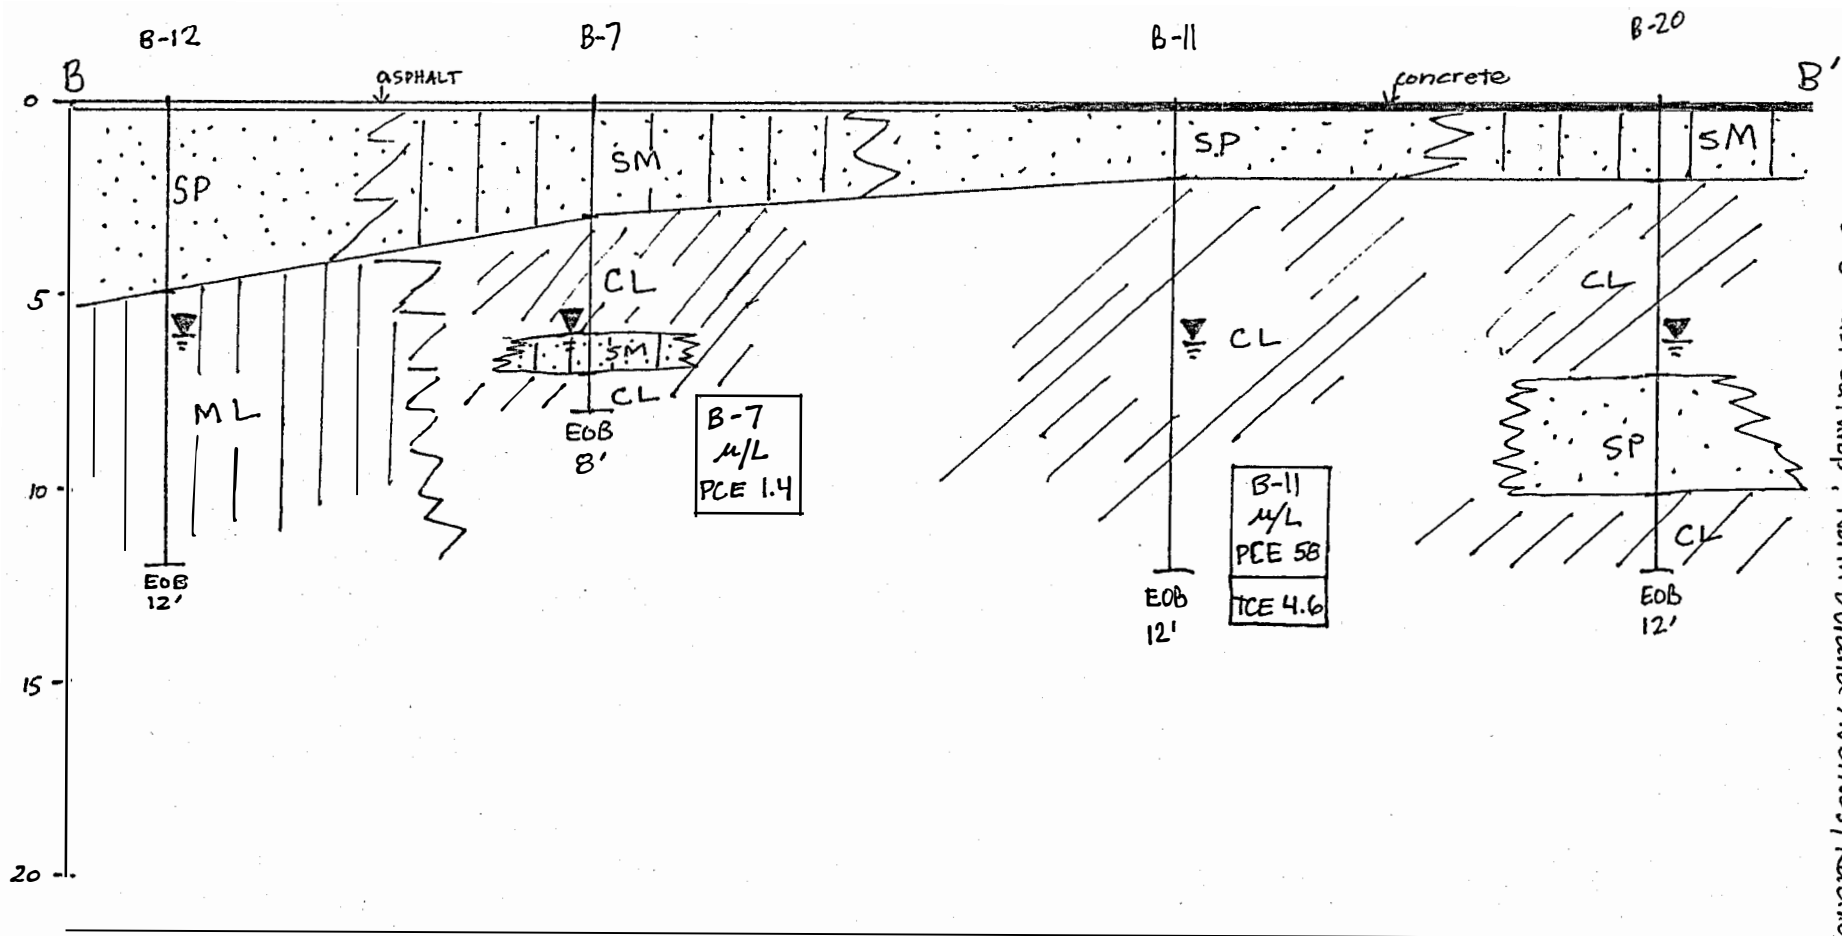 B-12
B-7
B-11
B-20
B
ASPHALT
concrete
B'
0
SP
SM
SP
SM
5
CL
CL
CL
ML
SM
CL
SP
CL
10
15
20
EOB
12'
EOB
8'
B-7
µ/L
PCE 1.4
B-11
µ/L
PCE 58
TCE 4.6
EOB
12'
EOB
12'